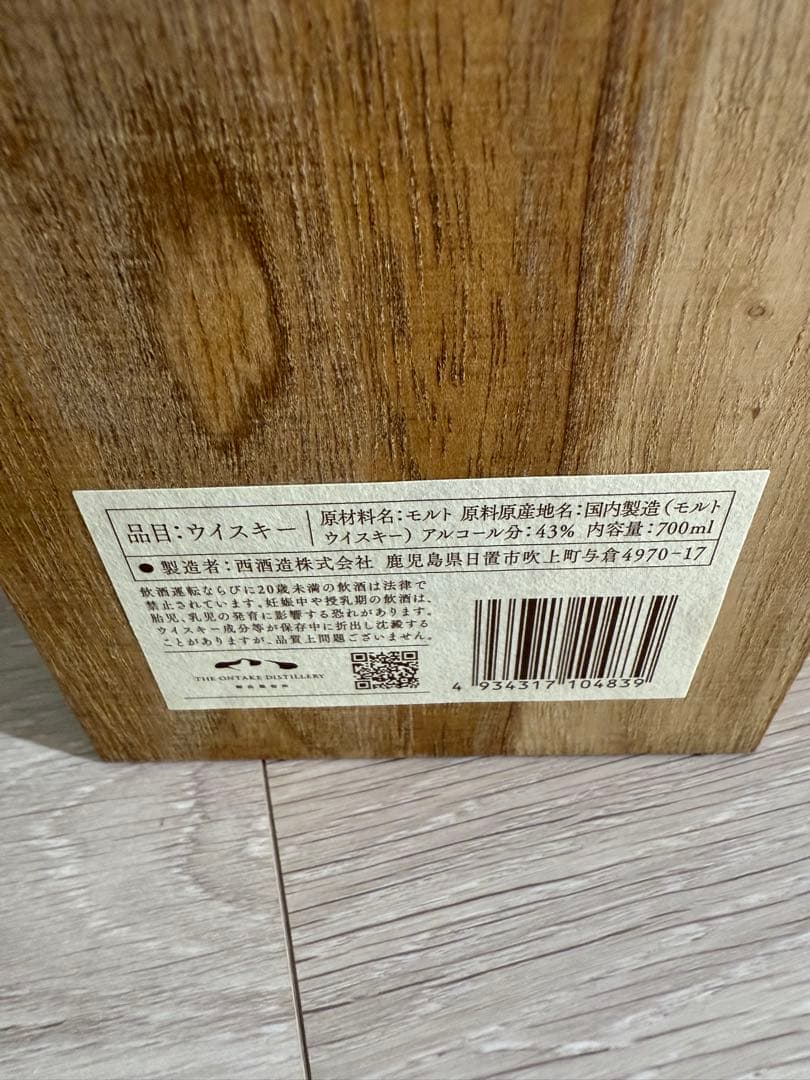 品目：ウイスキー
原材料名：モルト 原料原産地名：国内製造（モルト
ウイスキー） アルコール分：43% 内容量：700ml
● 製造者：西酒造株式会社 鹿児島県日置市吹上町与倉4970-17
飲酒運転ならびに20歳未満の飲酒は法律で
禁止されています。妊娠中や授乳期の飲酒は、
胎児、乳児の発育に影響する恐れがあります。
ウイスキー成分等が保存中に折出し沈澱する
ことがありますが、品質上問題ございません。
THE ONTAKE DISTILLERY
4 934317 104839